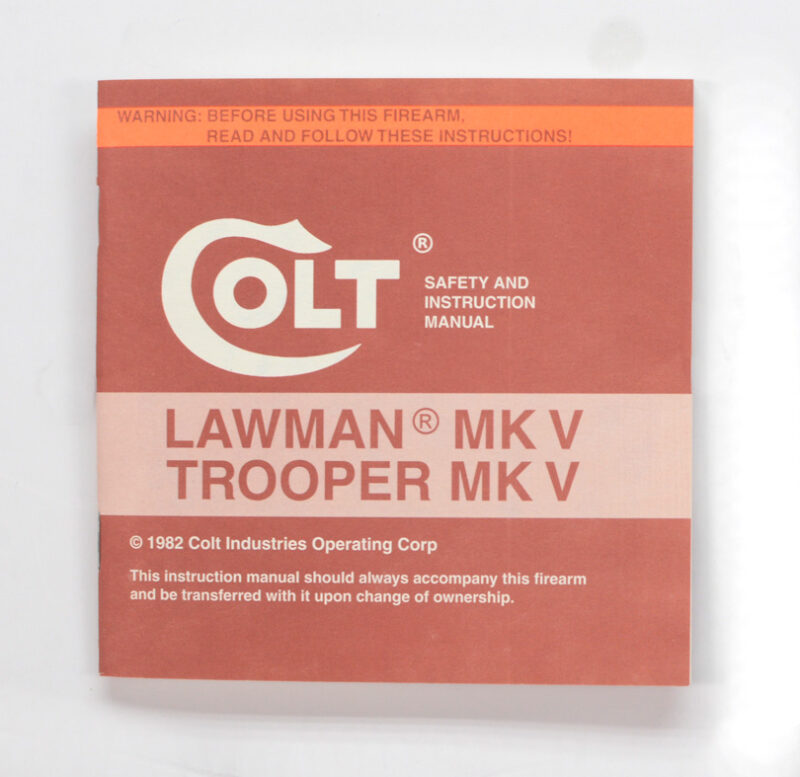 WARNING: BEFORE USING THIS FIREARM,
READ AND FOLLOW THESE INSTRUCTIONS!
COLT ®
SAFETY AND
INSTRUCTION
MANUAL
LAWMAN® MK V
TROOPER MK V
© 1982 Colt Industries Operating Corp
This instruction manual should always accompany this firearm
and be transferred with it upon change of ownership.